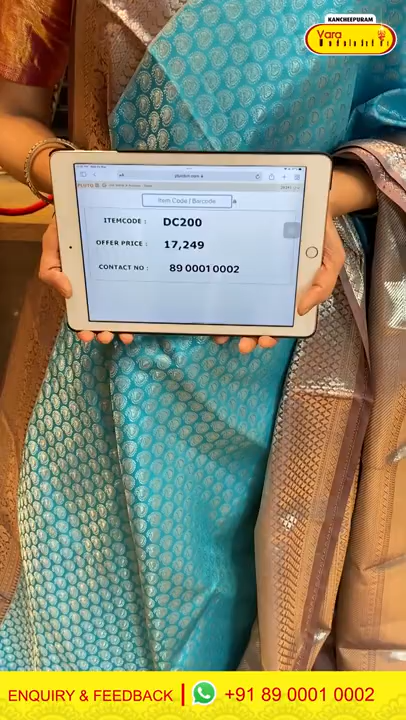 KANCHEEPURAM
Vara
Item Code / Barcode
ITEMCODE : DC200
OFFER PRICE : 17,249
CONTACT NO : 89 0001 0002
ENQUIRY & FEEDBACK | +91 89 0001 0002